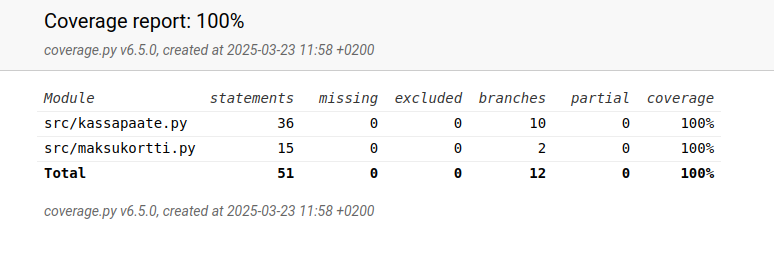 Coverage report: 100%
coverage.py v6.5.0, created at 2025-03-23 11:58 +0200
Module statements missing excluded branches partial coverage
src/kassapaate.py 36 0 0 10 0 100%
src/maksukortti.py 15 0 0 2 0 100%
Total 51 0 0 12 0 100%
coverage.py v6.5.0, created at 2025-03-23 11:58 +0200